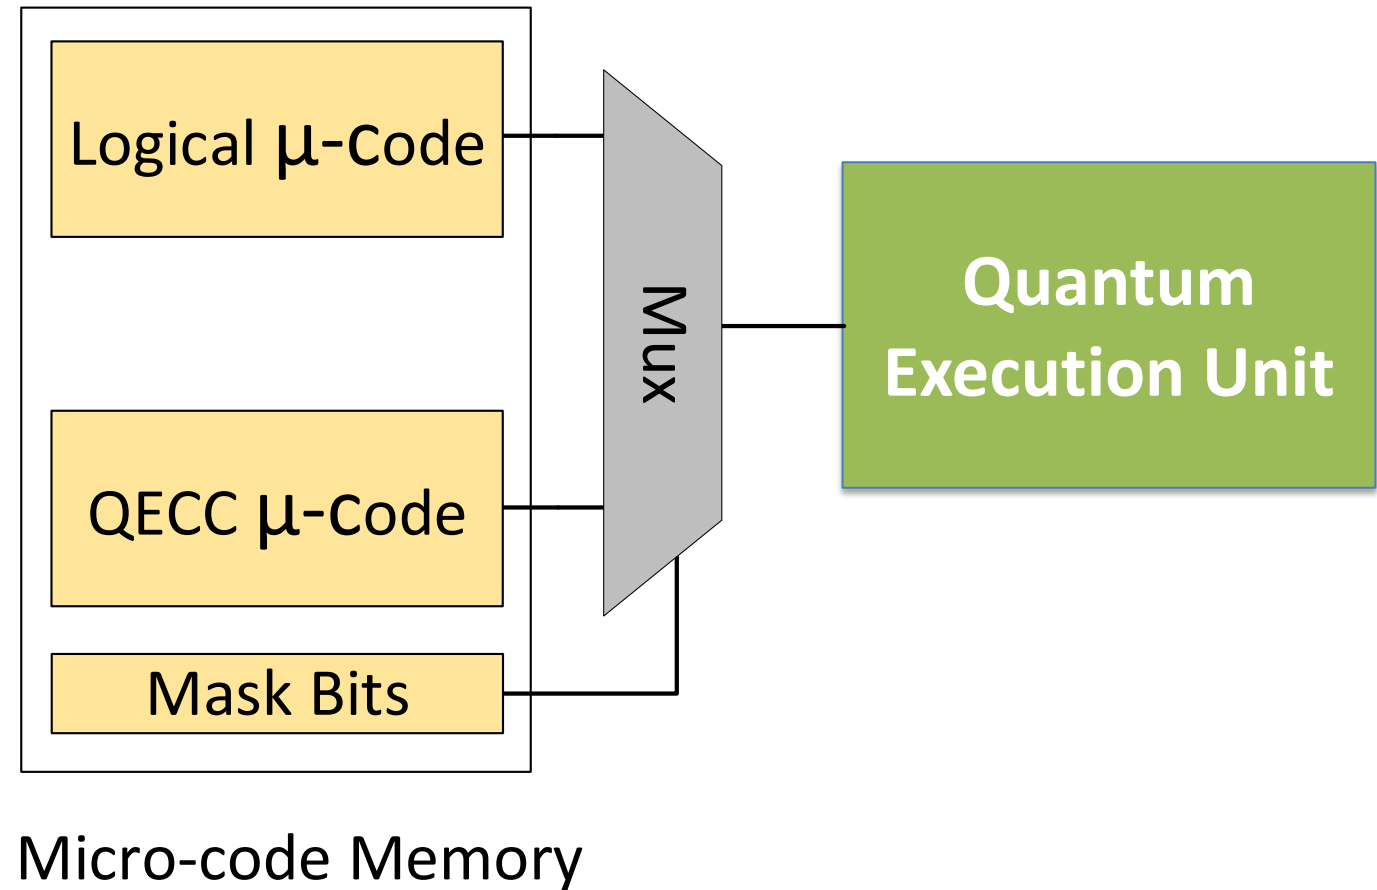 Logical μ-code
Mux
Quantum
Execution Unit
QECC μ-code
Mask Bits
Micro-code Memory